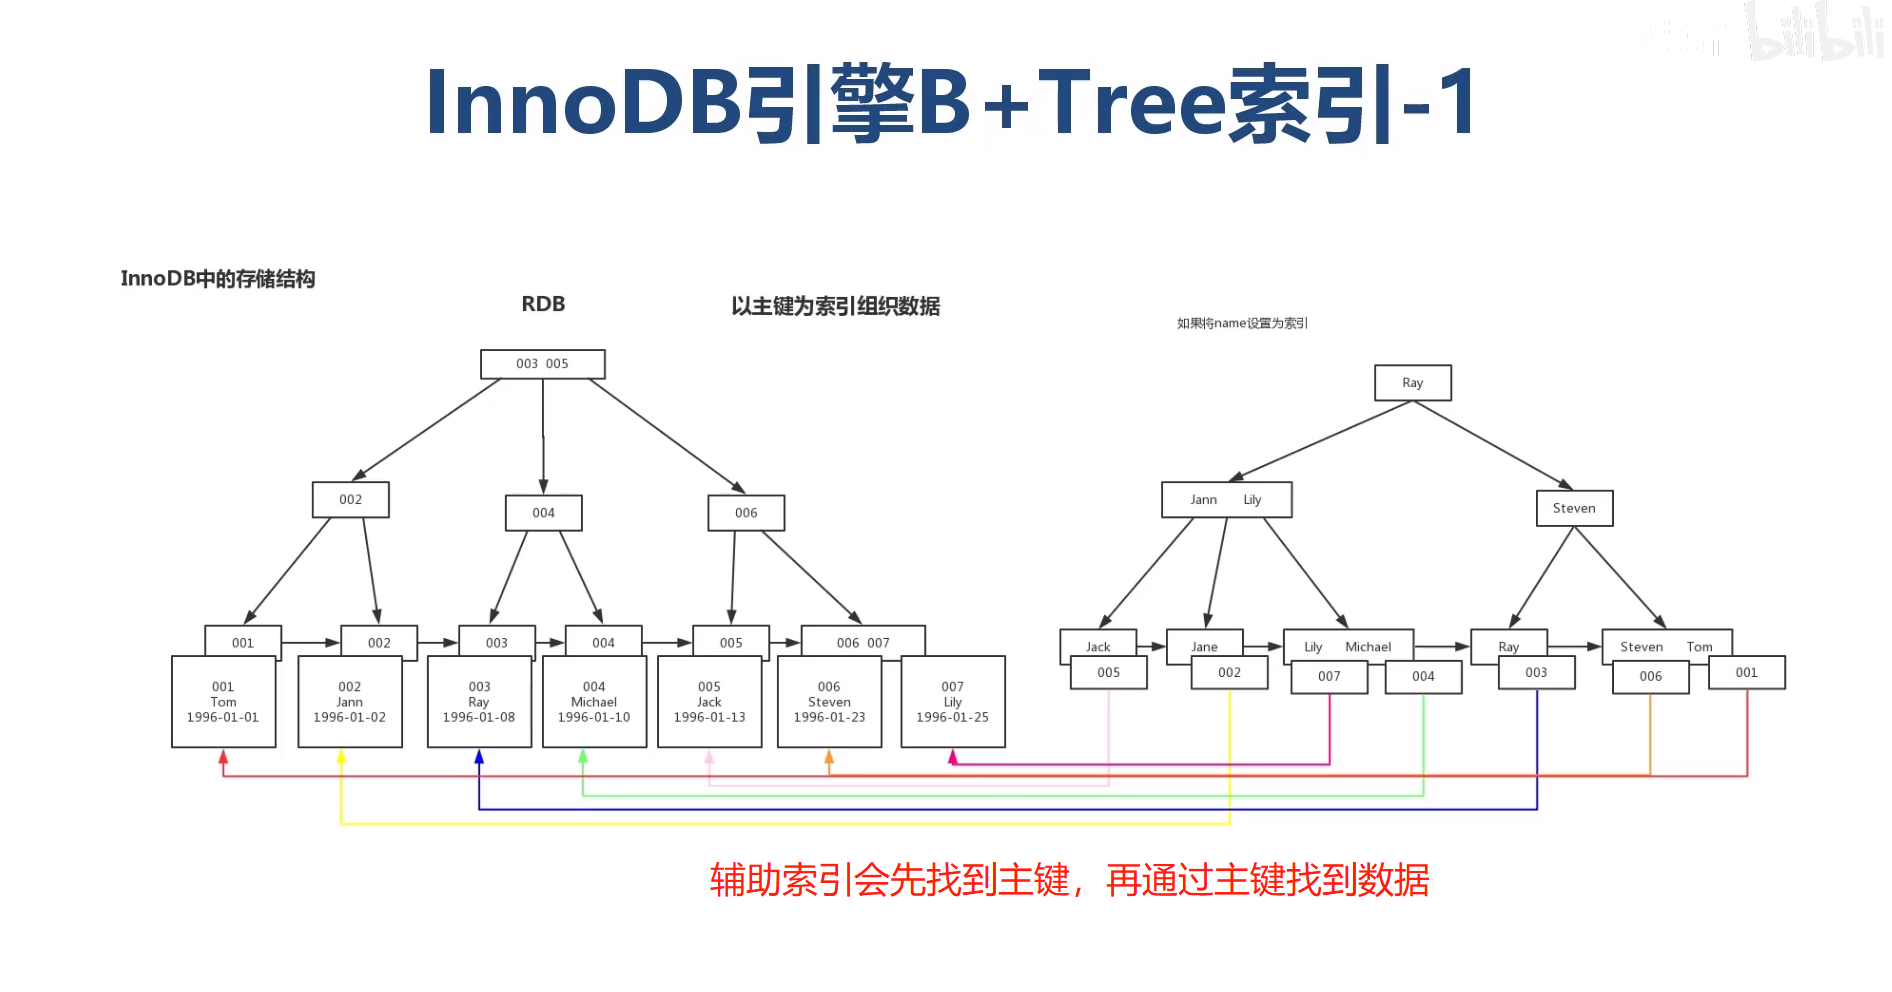 bilibili
InnoDB引擎B+Tree索引-1
InnoDB中的存储结构
RDB
以主键为索引组织数据
如果将name设置为索引
003 005
002
004
006
001
002
003
004
005
006 007
001
Tom
1996-01-01
002
Jann
1996-01-02
003
Ray
1996-01-08
004
Michael
1996-01-10
005
Jack
1996-01-13
006
Steven
1996-01-23
007
Lily
1996-01-25
Ray
Jann Lily
Steven
Jack
Jane
Lily Michael
Ray
Steven Tom
005
002
007
004
003
006
001
辅助索引会先找到主键，再通过主键找到数据